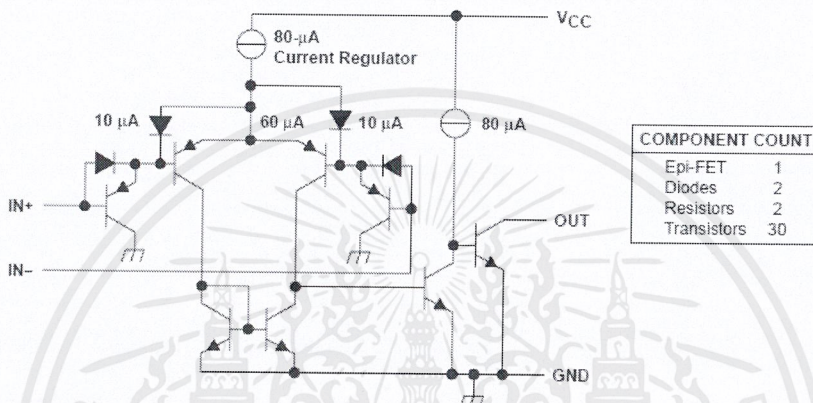 VCC
80-μA
Current Regulator
10 μA
60 μA
10 μA
80 μA
COMPONENT COUNT
Epi-FET 1
Diodes 2
Resistors 2
Transistors 30
IN+
OUT
IN–
GND